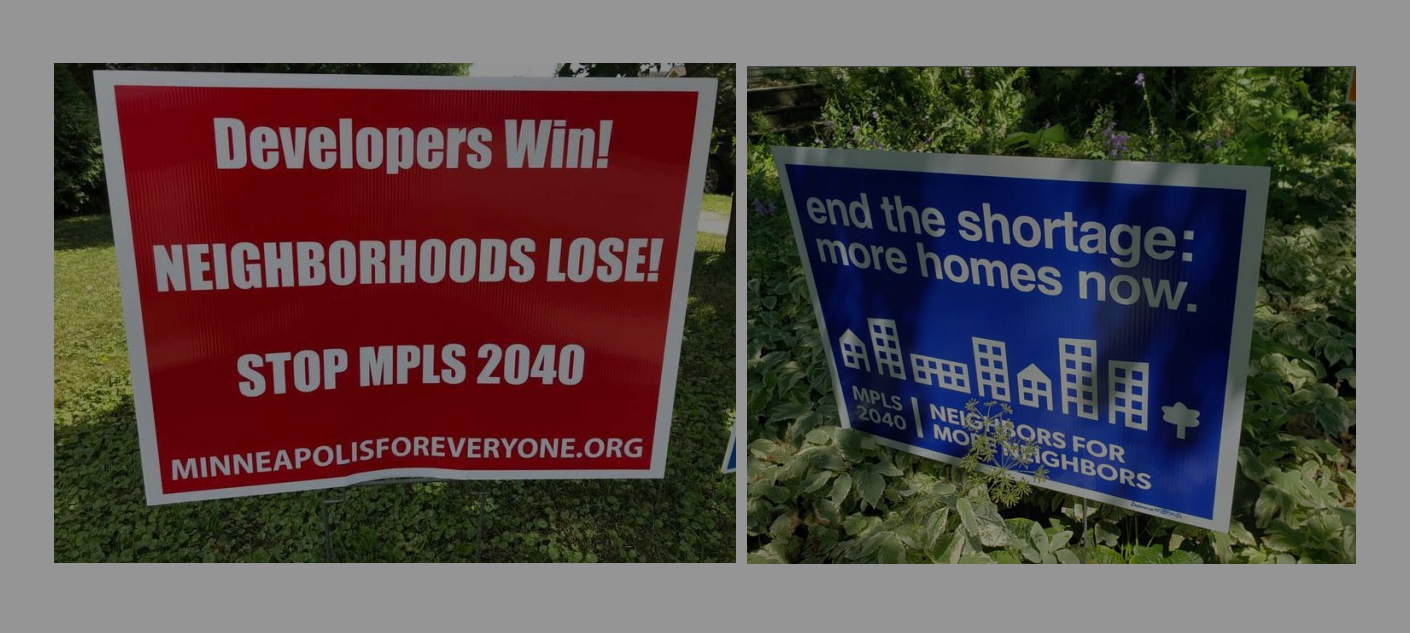 Developers Win!
NEIGHBORHOODS LOSE!
STOP MPLS 2040
MINNEAPOLISFOREVERYONE.ORG
end the shortage:
more homes now.
MPLS
2040
NEIGHBORS FOR
MORE NEIGHBORS